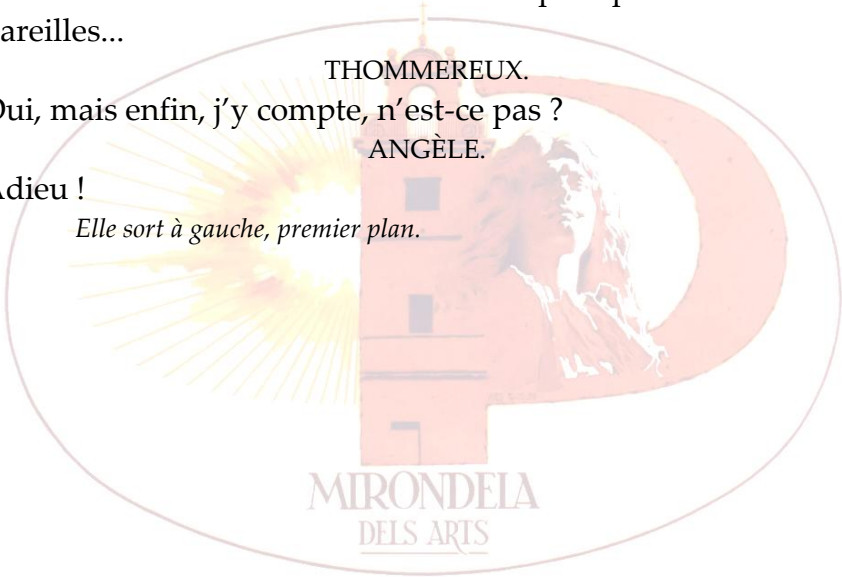 areilles...
THOMMEREUX.
Oui, mais enfin, j'y compte, n'est-ce pas ?
ANGÈLE.
Adieu !
Elle sort à gauche, premier plan.
MIRONDELA
DELS ARTS